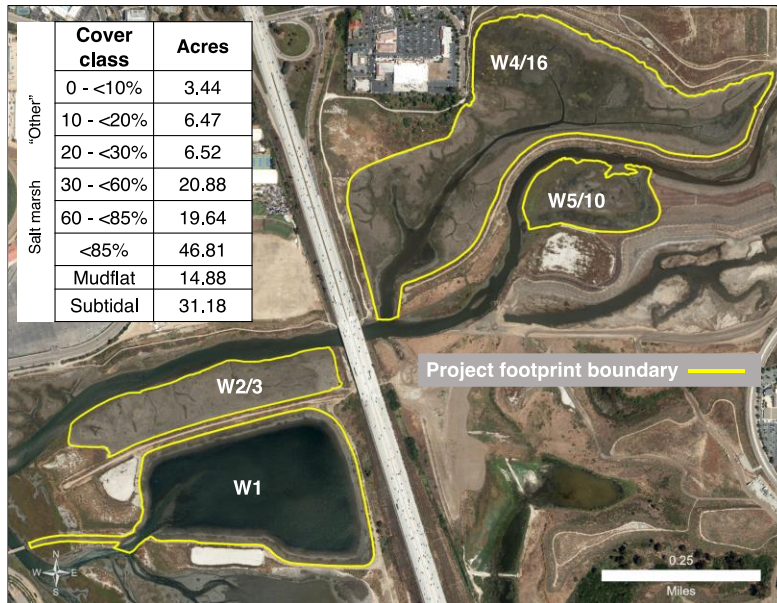 Cover class Acres
0 - <10% 3.44
10 - <20% 6.47
20 - <30% 6.52
30 - <60% 20.88
60 - <85% 19.64
<85% 46.81
Mudflat 14.88
Subtidal 31.18
Salt marsh "Other"
W4/16
W5/10
Project footprint boundary
W2/3
W1
N
W E
S
0.25
Miles